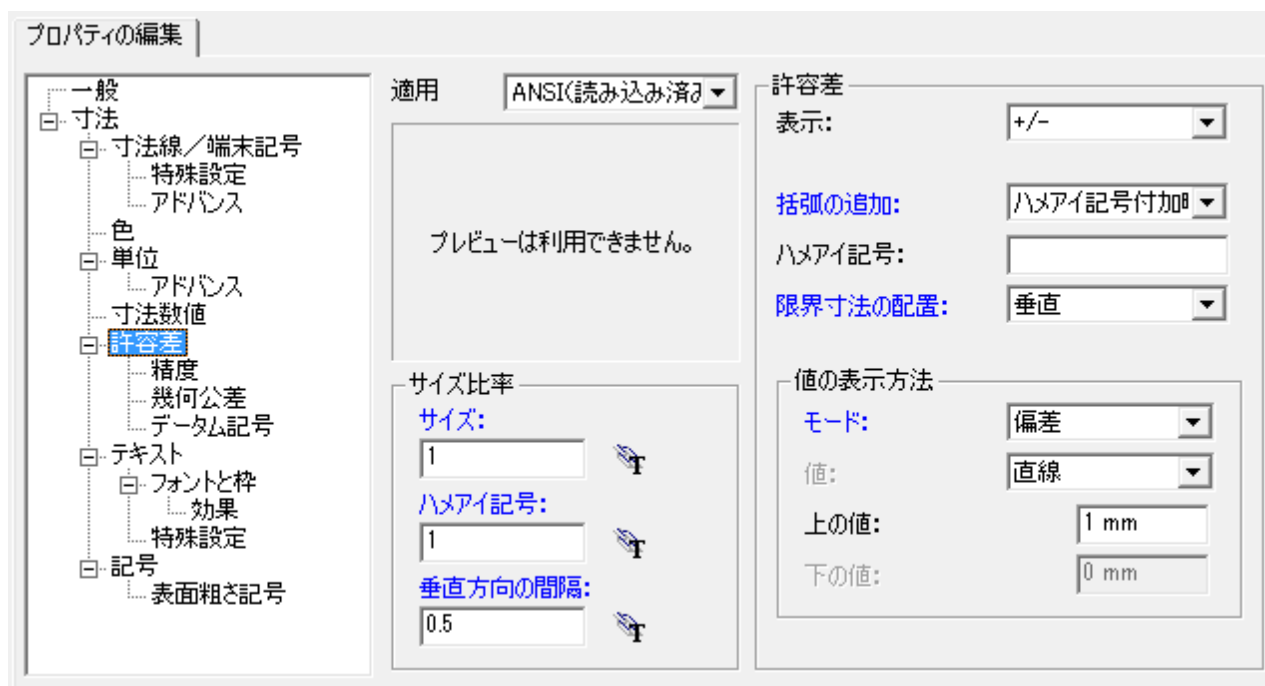 プロパティの編集
一般
寸法
寸法線／端末記号
特殊設定
アドバンス
色
単位
アドバンス
寸法数値
許容差
精度
幾何公差
データム記号
テキスト
フォントと枠
効果
特殊設定
記号
表面粗さ記号
適用 ANSI(読み込み済み
プレビューは利用できません。
サイズ比率
サイズ:
1
ハメアイ記号:
1
垂直方向の間隔:
0.5
許容差
表示: +/-
括弧の追加: ハメアイ記号付加時
ハメアイ記号:
限界寸法の配置: 垂直
値の表示方法
モード: 偏差
値: 直線
上の値: 1 mm
下の値: 0 mm